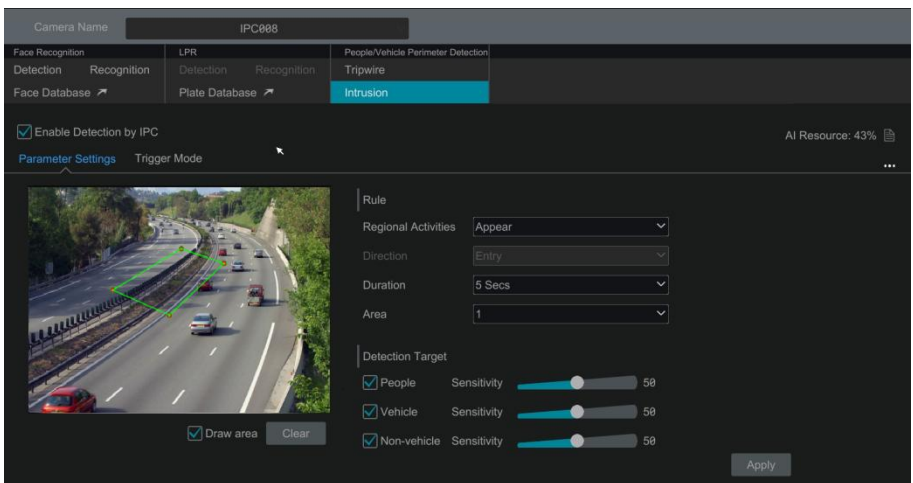 Camera Name IPC008
Face Recognition LPR People/Vehicle Perimeter Detection
Detection Recognition Detection Recognition Tripwire
Face Database Plate Database Intrusion
Enable Detection by IPC
AI Resource: 43%
Parameter Settings Trigger Mode
Rule
Regional Activities Appear
Direction Entry
Duration 5 Secs
Area 1
Detection Target
People Sensitivity 50
Vehicle Sensitivity 50
Non-vehicle Sensitivity 50
Draw area Clear
Apply